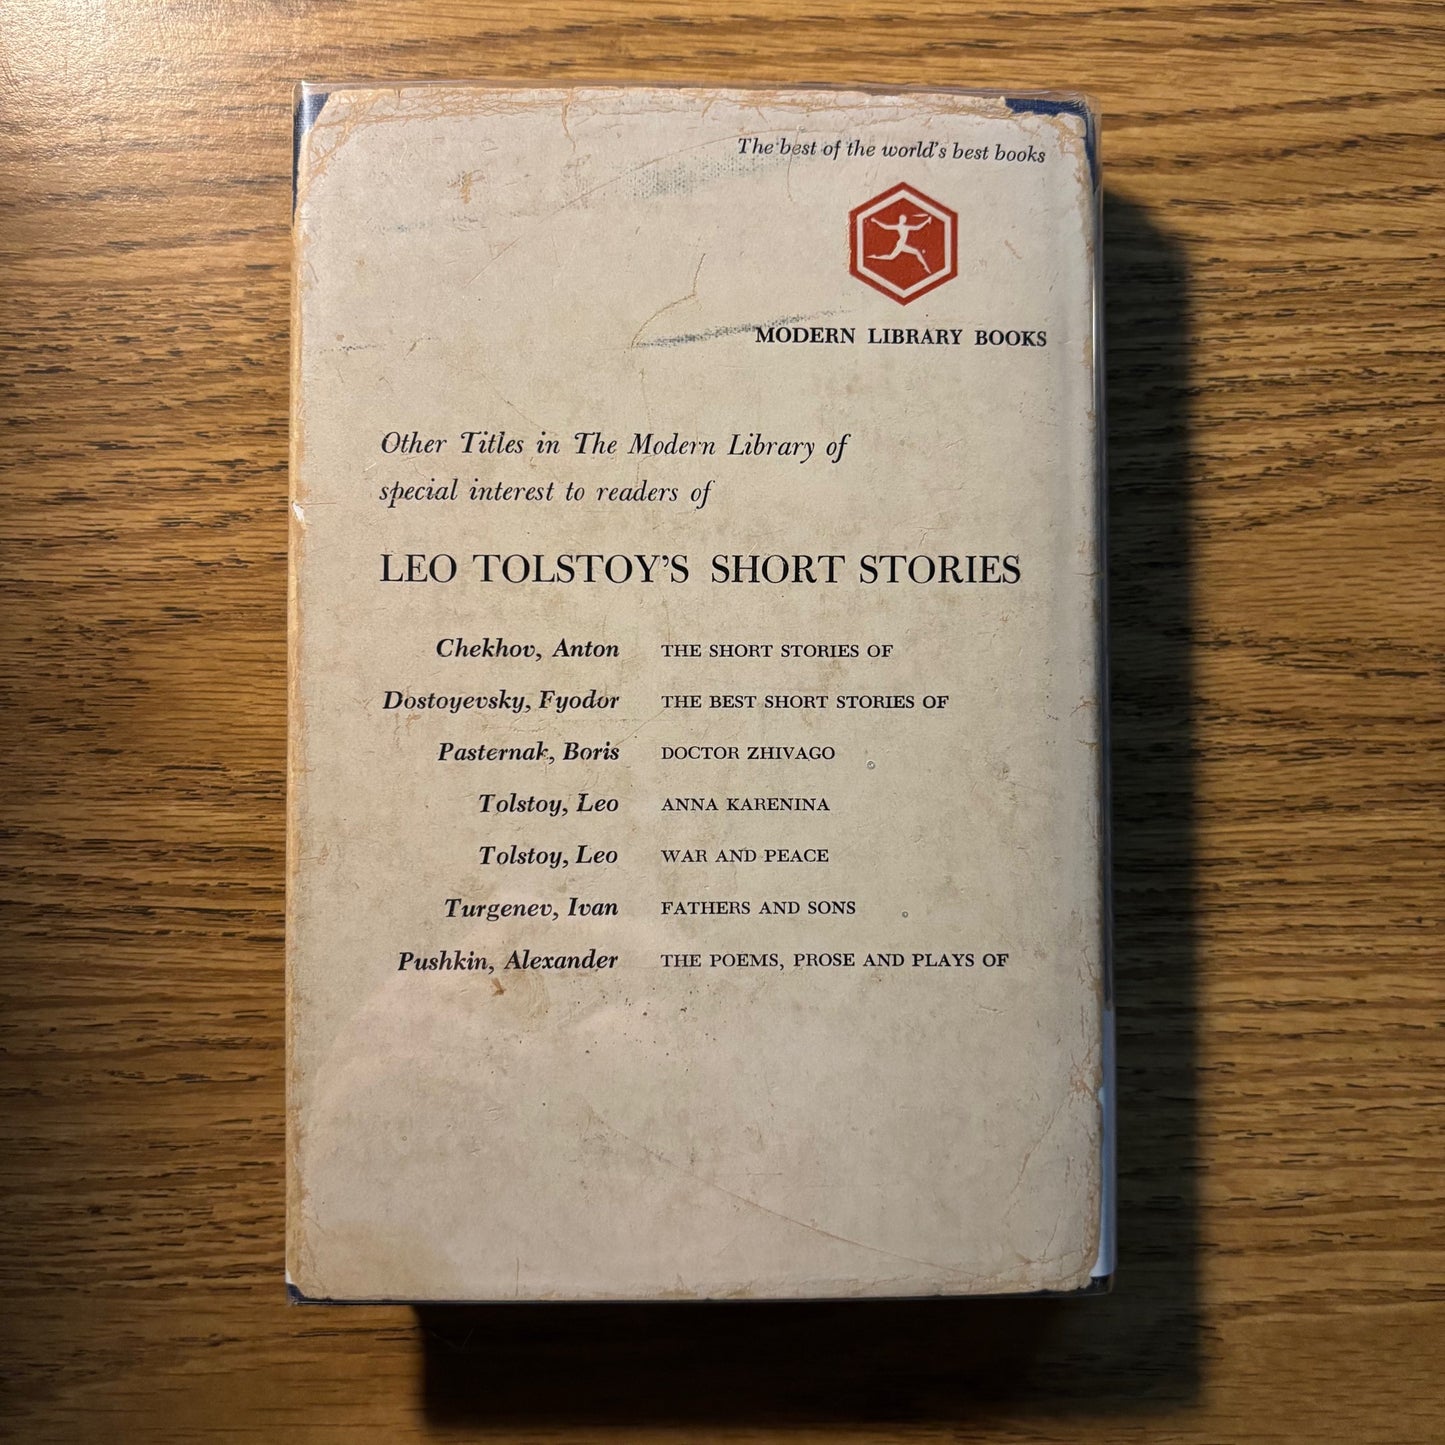 The best of the world's best books
MODERN LIBRARY BOOKS
Other Titles in The Modern Library of
special interest to readers of
LEO TOLSTOY'S SHORT STORIES
Chekhov, Anton THE SHORT STORIES OF
Dostoyevsky, Fyodor THE BEST SHORT STORIES OF
Pasternak, Boris DOCTOR ZHIVAGO
Tolstoy, Leo ANNA KARENINA
Tolstoy, Leo WAR AND PEACE
Turgenev, Ivan FATHERS AND SONS
Pushkin, Alexander THE POEMS, PROSE AND PLAYS OF